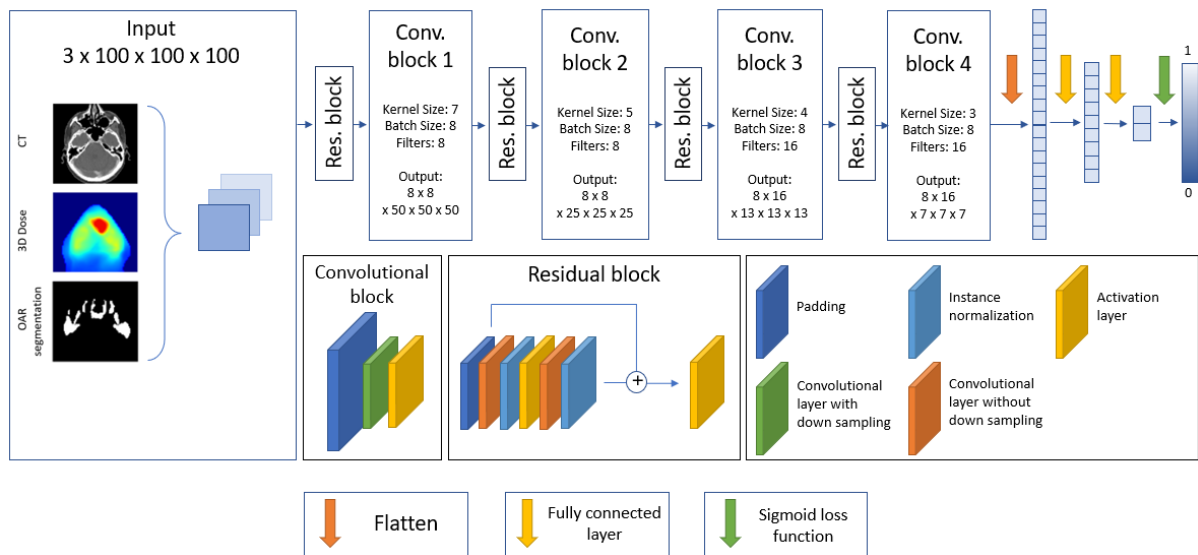 Input
3 x 100 x 100 x 100
CT
3D Dose
OAR
segmentation
Res. block
Conv.
block 1
Kernel Size: 7
Batch Size: 8
Filters: 8
Output:
8 x 8
x 50 x 50 x 50
Res. block
Conv.
block 2
Kernel Size: 5
Batch Size: 8
Filters: 8
Output:
8 x 8
x 25 x 25 x 25
Res. block
Conv.
block 3
Kernel Size: 4
Batch Size: 8
Filters: 16
Output:
8 x 16
x 13 x 13 x 13
Res. block
Conv.
block 4
Kernel Size: 3
Batch Size: 8
Filters: 16
Output:
8 x 16
x 7 x 7 x 7
1
0
Convolutional
block
Residual block
+
Padding
Instance
normalization
Activation
layer
Convolutional
layer with
down sampling
Convolutional
layer without
down sampling
Flatten
Fully connected
layer
Sigmoid loss
function